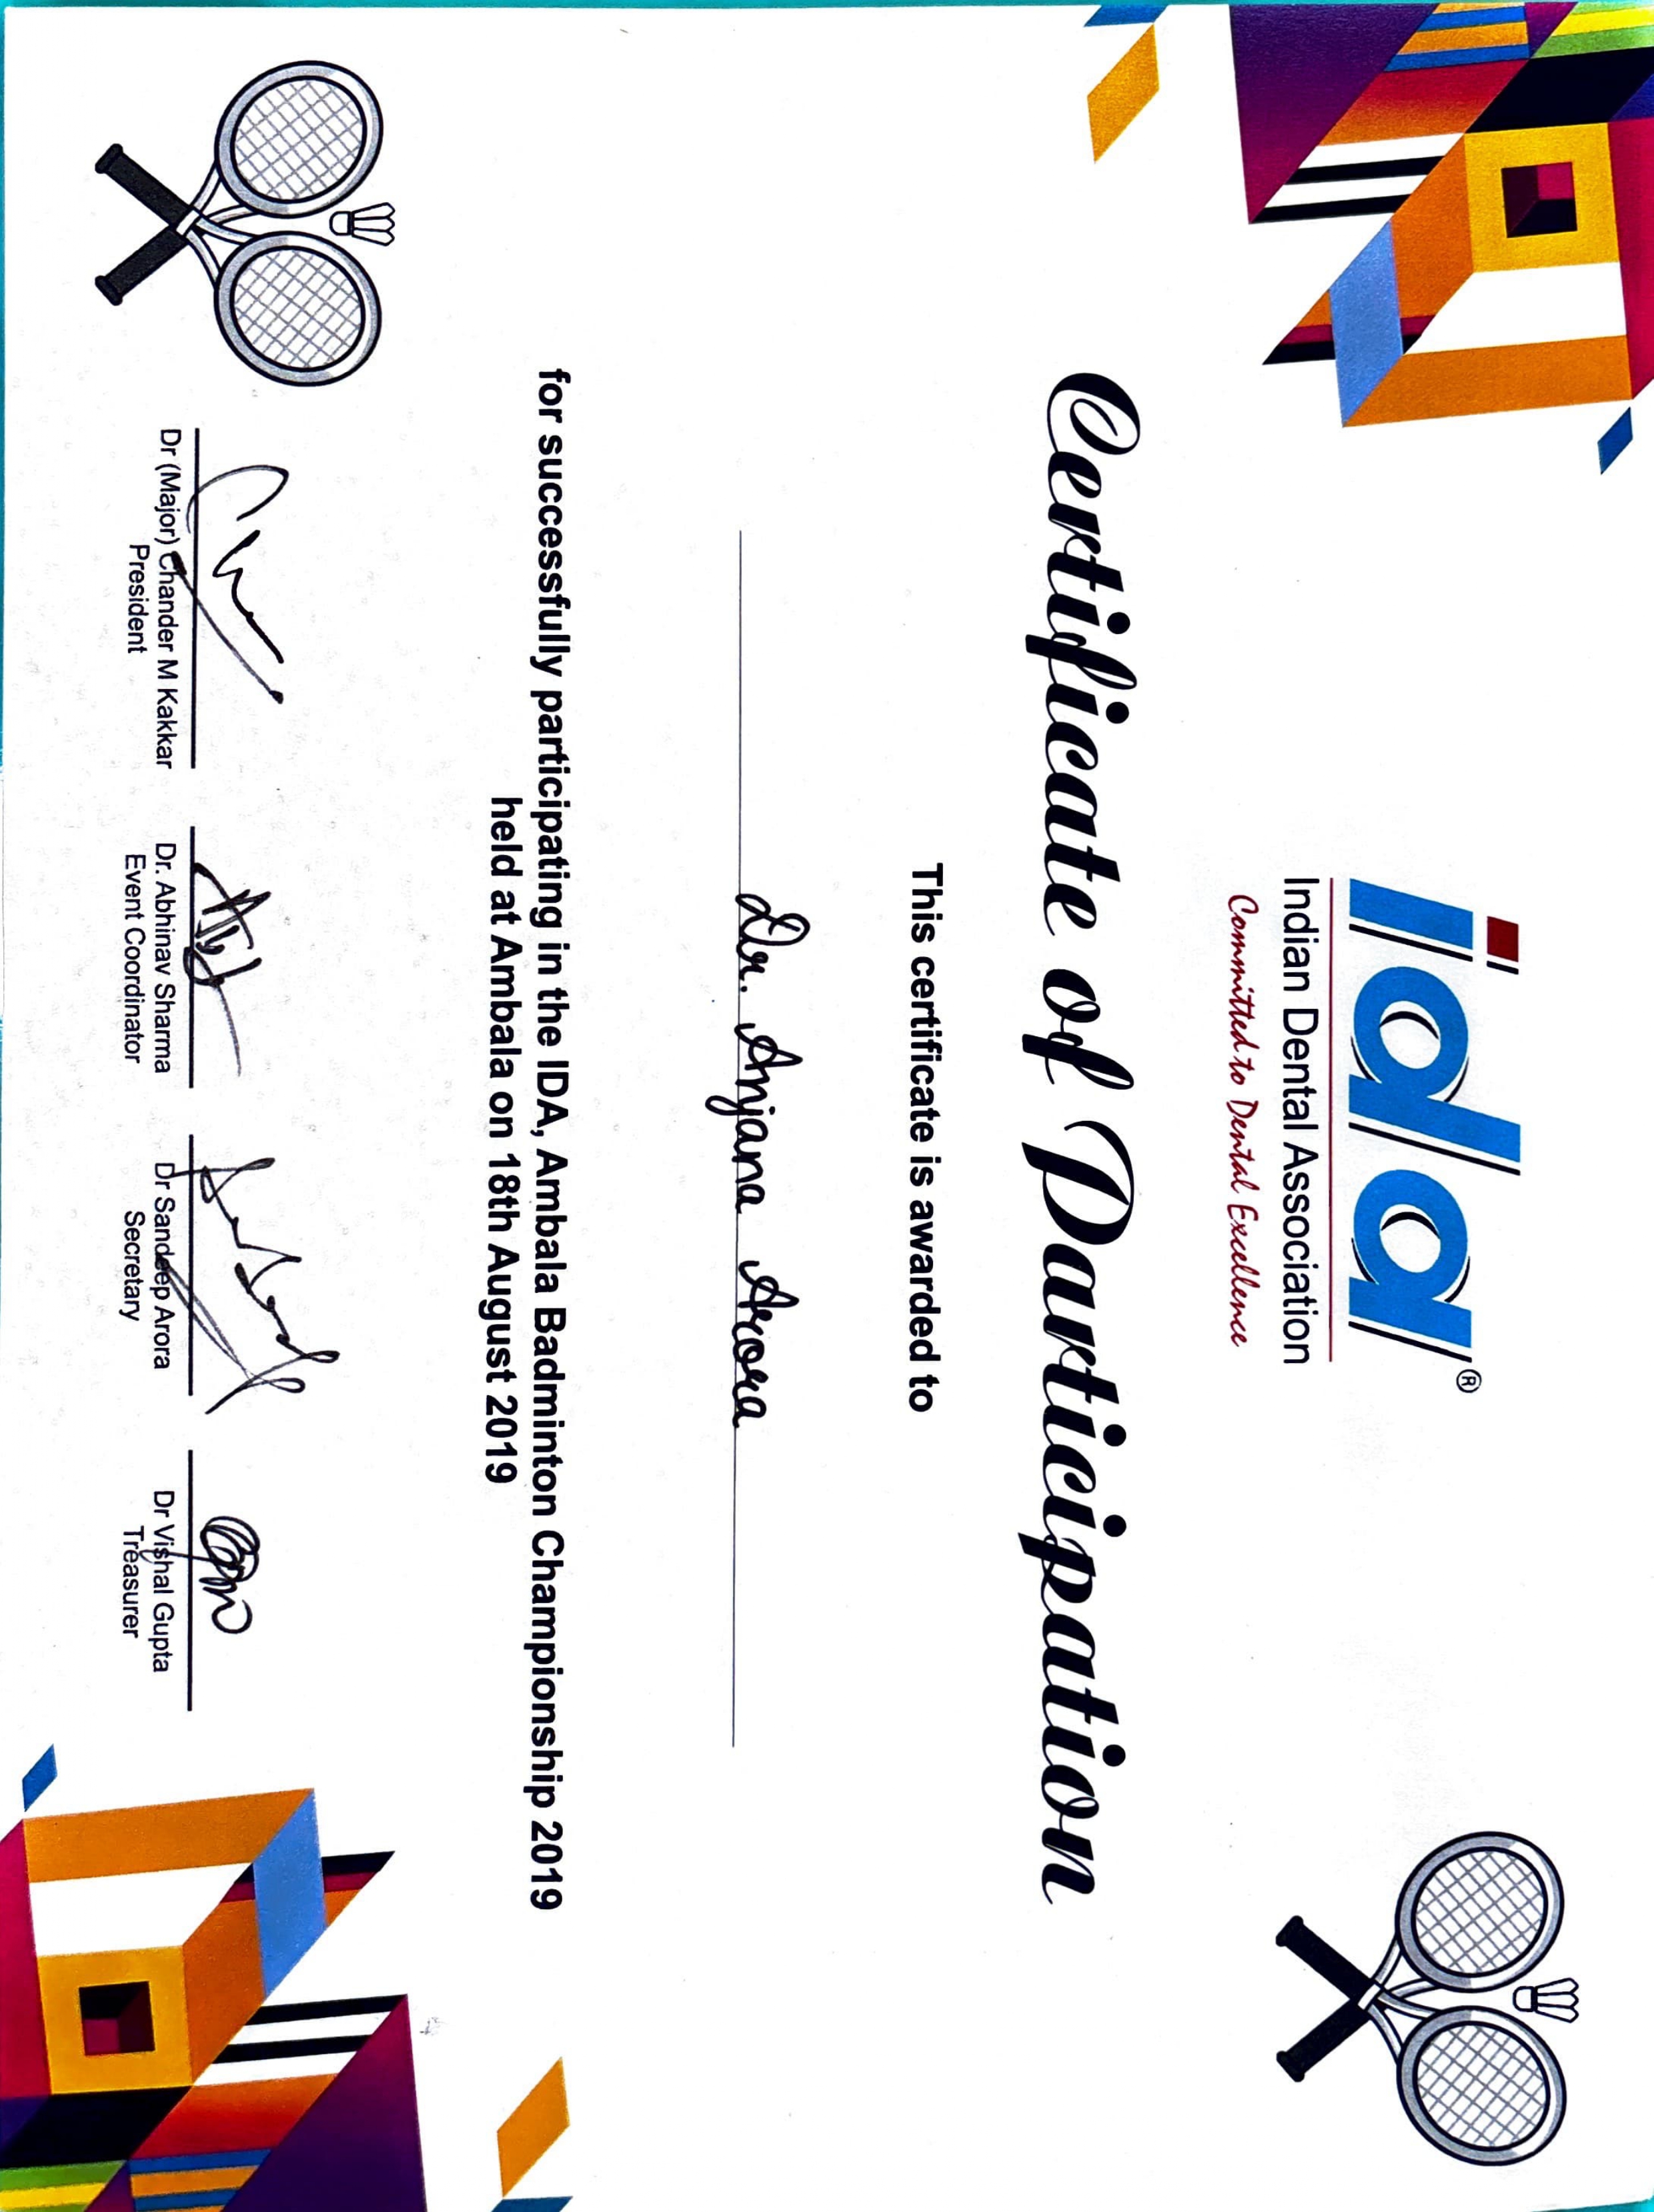 ida®
Indian Dental Association
Committed to Dental Excellence
Certificate of Participation
This certificate is awarded to
Dr. Anjana Arora
for successfully participating in the IDA, Ambala Badminton Championship 2019
held at Ambala on 18th August 2019
Dr (Major) Chander M Kakkar
President
Dr. Abhinav Sharma
Event Coordinator
Dr Sandeep Arora
Secretary
Dr Vishal Gupta
Treasurer